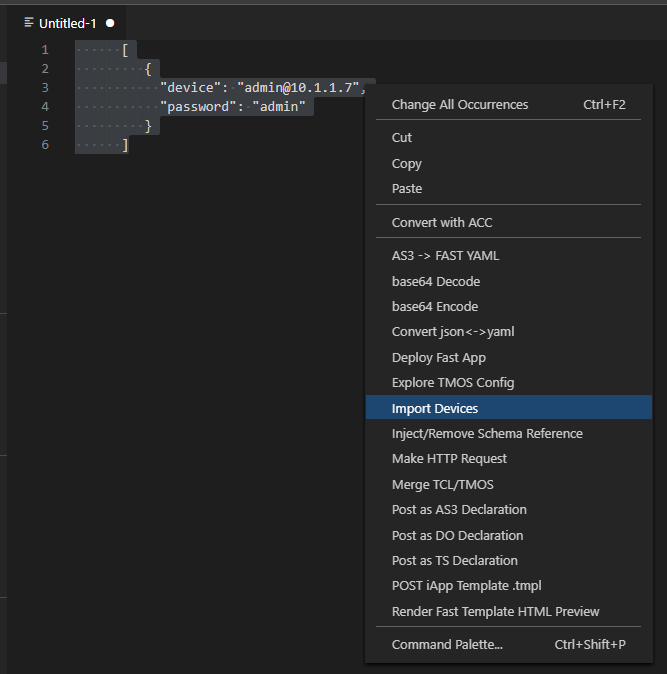 Untitled-1
1 [
2 {
3 "device": "admin@10.1.1.7",
4 "password": "admin"
5 }
6 ]
Change All Occurrences Ctrl+F2
Cut
Copy
Paste
Convert with ACC
AS3 -> FAST YAML
base64 Decode
base64 Encode
Convert json<->yaml
Deploy Fast App
Explore TMOS Config
Import Devices
Inject/Remove Schema Reference
Make HTTP Request
Merge TCL/TMOS
Post as AS3 Declaration
Post as DO Declaration
Post as TS Declaration
POST iApp Template .tmpl
Render Fast Template HTML Preview
Command Palette... Ctrl+Shift+P